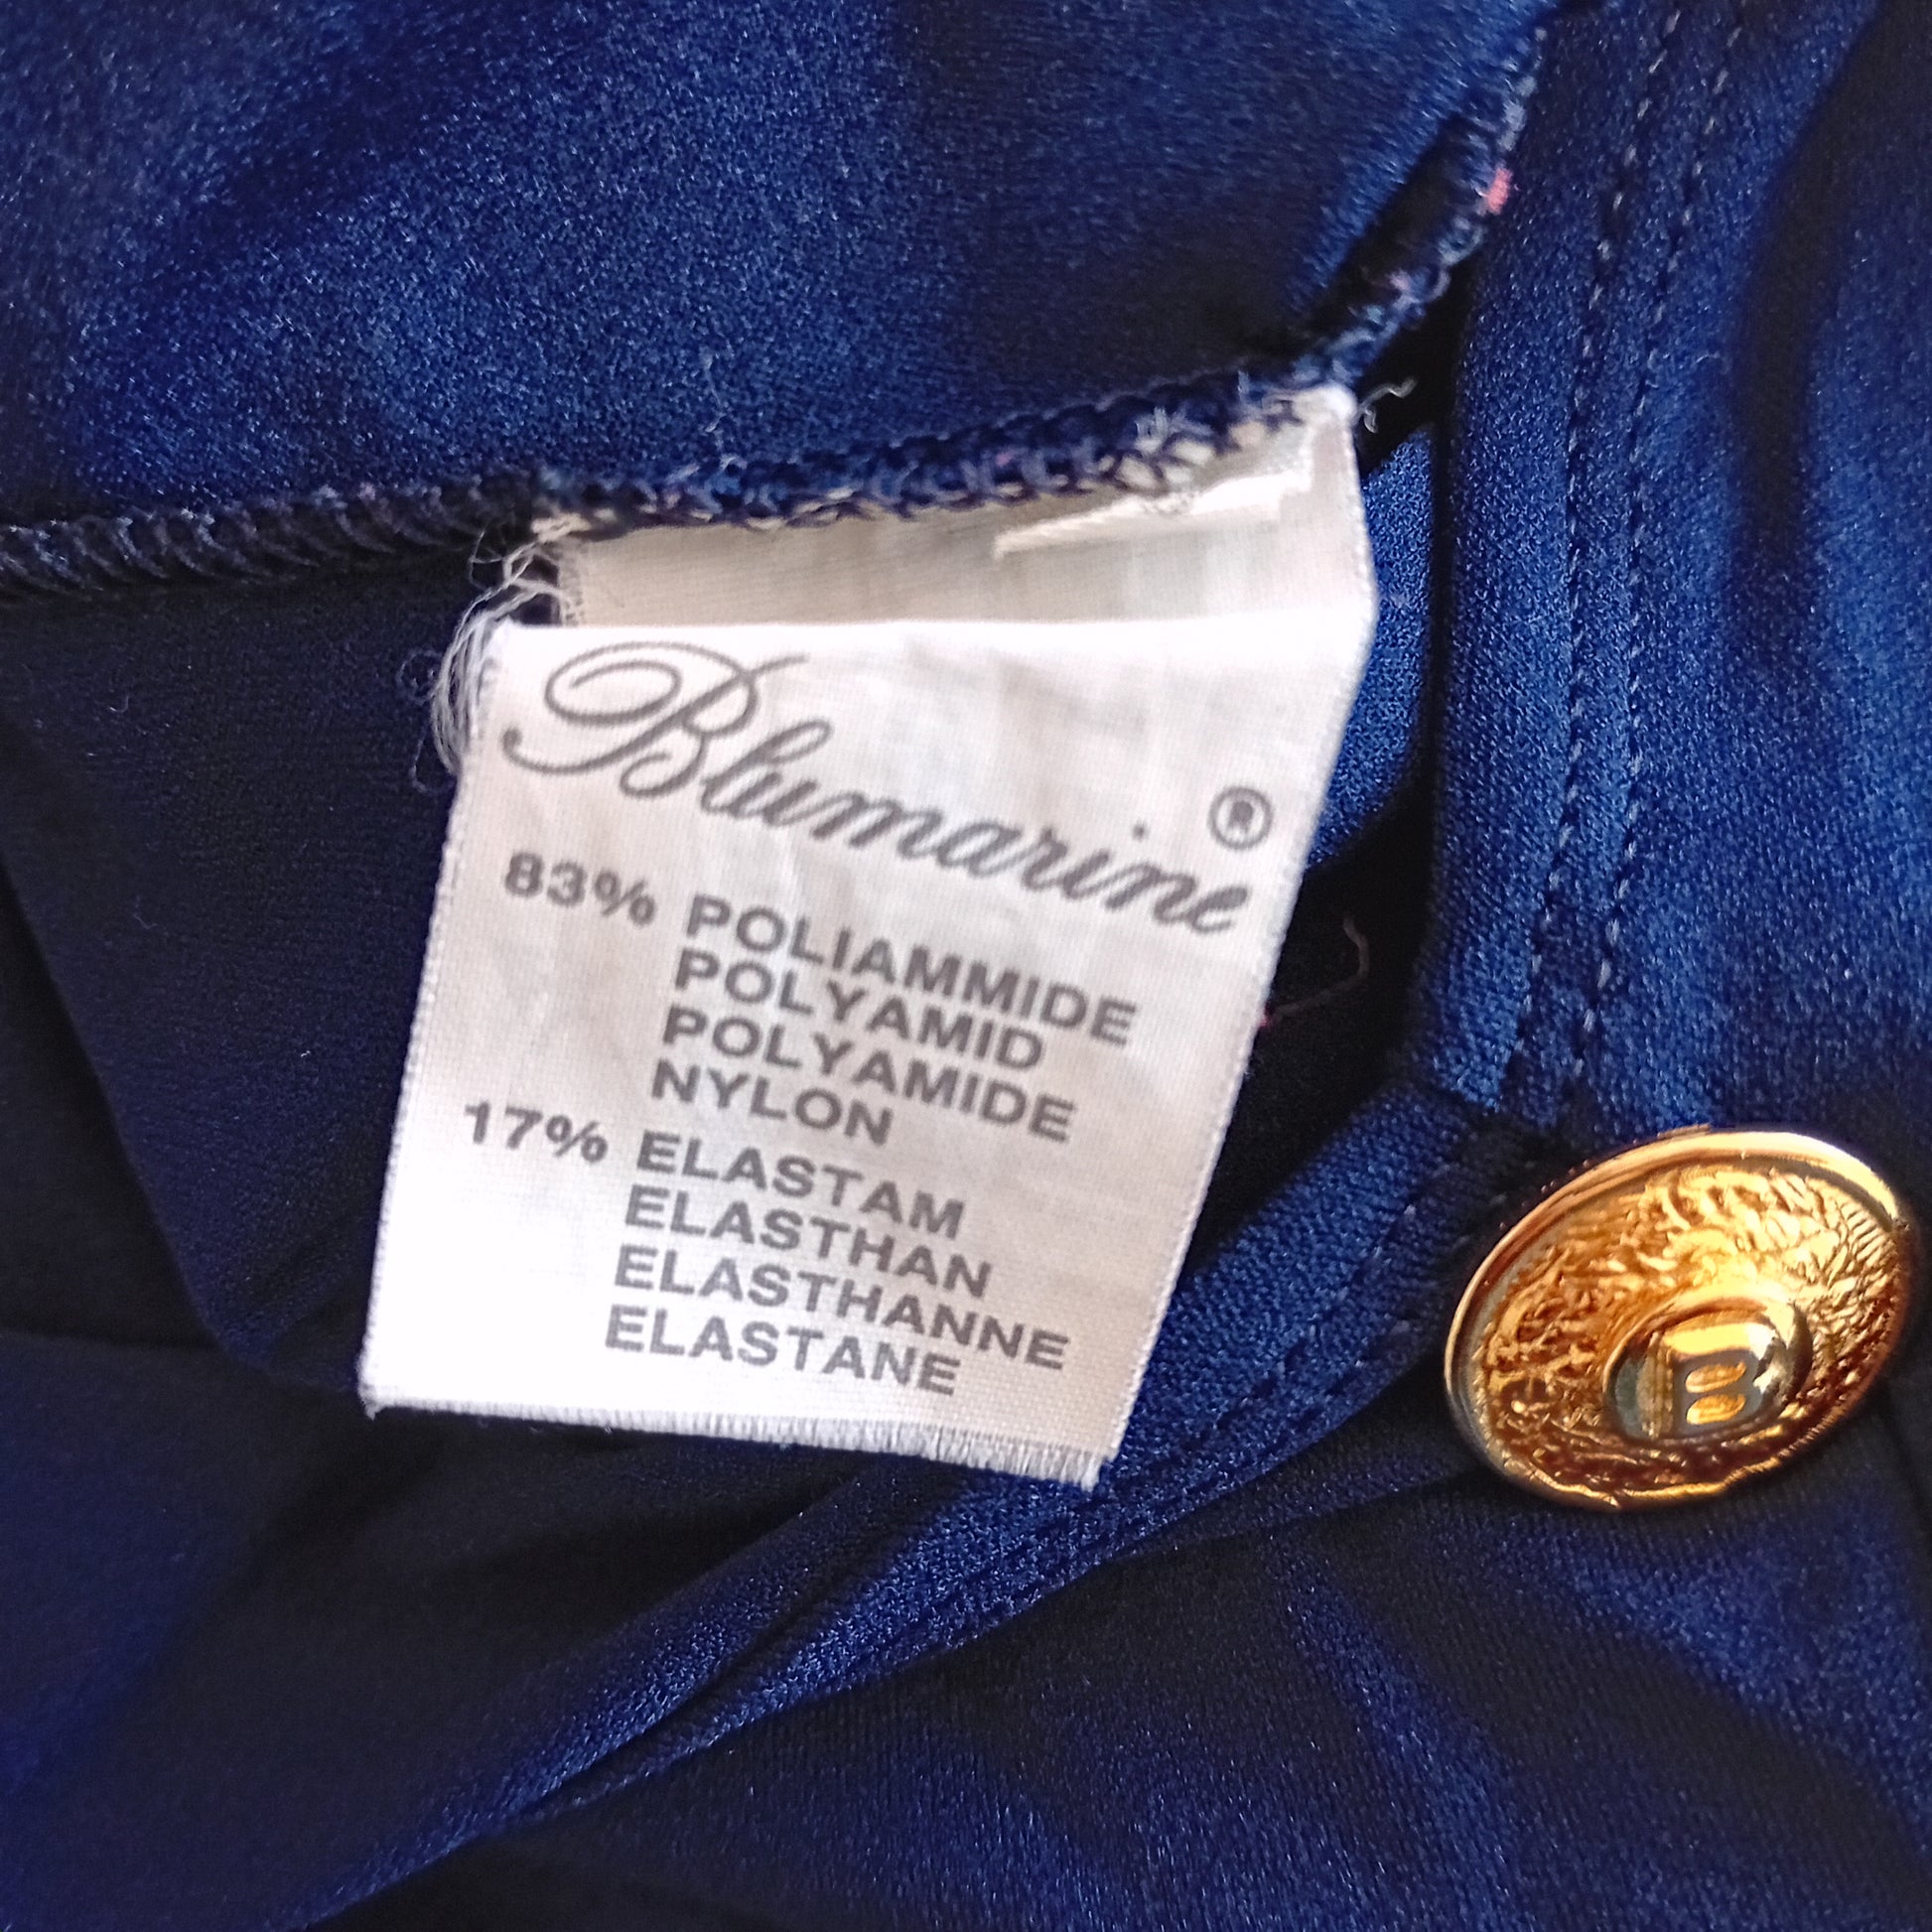 Blumarine®
83% POLIAMMIDE
POLYAMID
POLYAMIDE
NYLON
17% ELASTAM
ELASTHAN
ELASTHANNE
ELASTANE
B